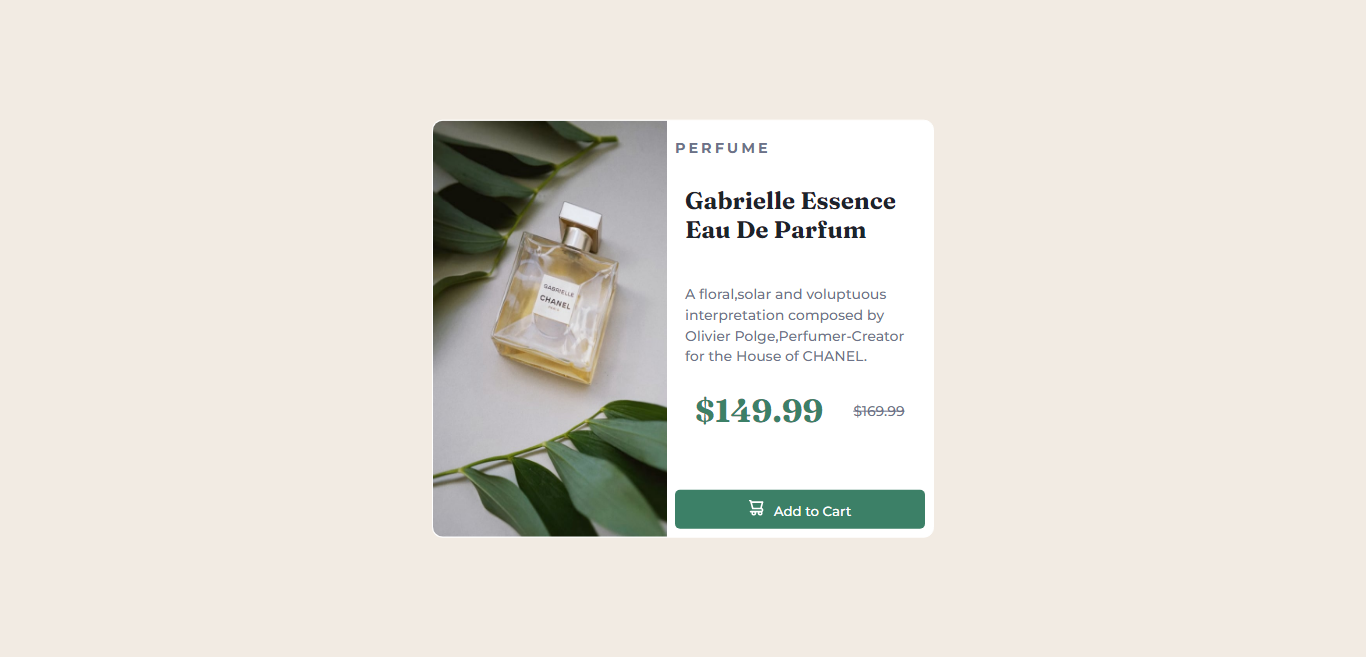 PERFUME
Gabrielle Essence
Eau De Parfum
A floral,solar and voluptuous
interpretation composed by
Olivier Polge,Perfumer-Creator
for the House of CHANEL.
$149.99 $169.99
Add to Cart
GABRIELLE
CHANEL